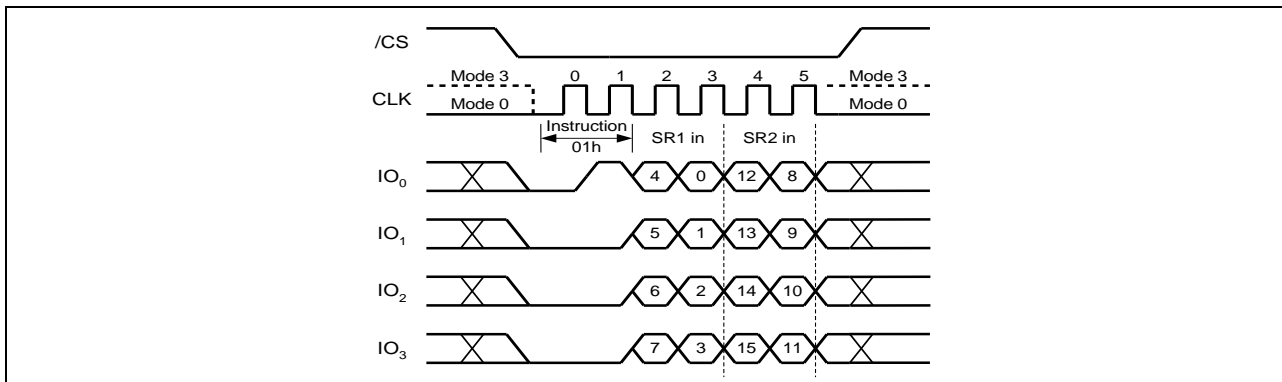 /CS
Mode 3 0 1 2 3 4 5 Mode 3
CLK
Mode 0 Mode 0
Instruction
01h
SR1 in SR2 in
IO0 4 0 12 8
IO1 5 1 13 9
IO2 6 2 14 10
IO3 7 3 15 11